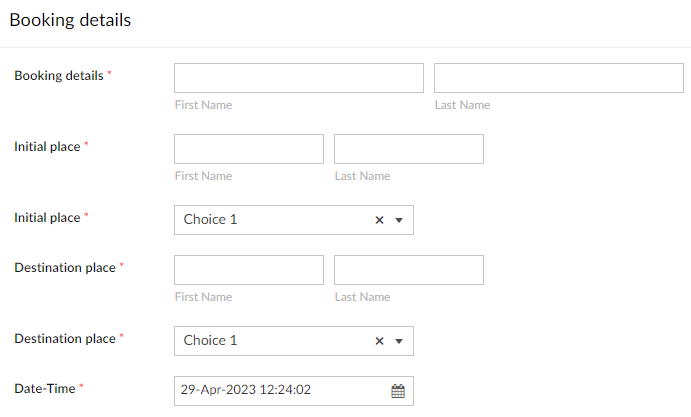 Booking details
Booking details *
First Name Last Name
Initial place *
First Name Last Name
Initial place * Choice 1
Destination place *
First Name Last Name
Destination place * Choice 1
Date-Time * 29-Apr-2023 12:24:02